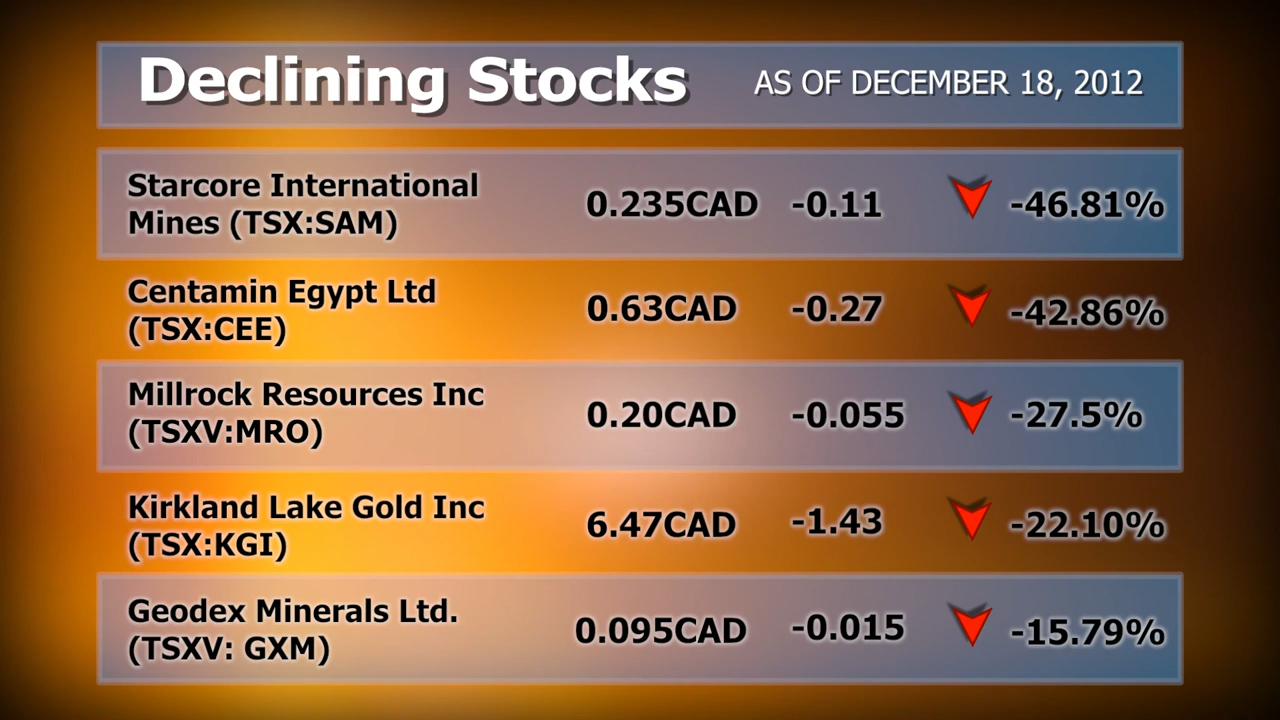 Declining Stocks AS OF DECEMBER 18, 2012
Starcore International
Mines (TSX:SAM)
0.235CAD -0.11 -46.81%
Centamin Egypt Ltd
(TSX:CEE)
0.63CAD -0.27 -42.86%
Millrock Resources Inc
(TSXV:MRO)
0.20CAD -0.055 -27.5%
Kirkland Lake Gold Inc
(TSX:KGI)
6.47CAD -1.43 -22.10%
Geodex Minerals Ltd.
(TSXV: GXM)
0.095CAD -0.015 -15.79%